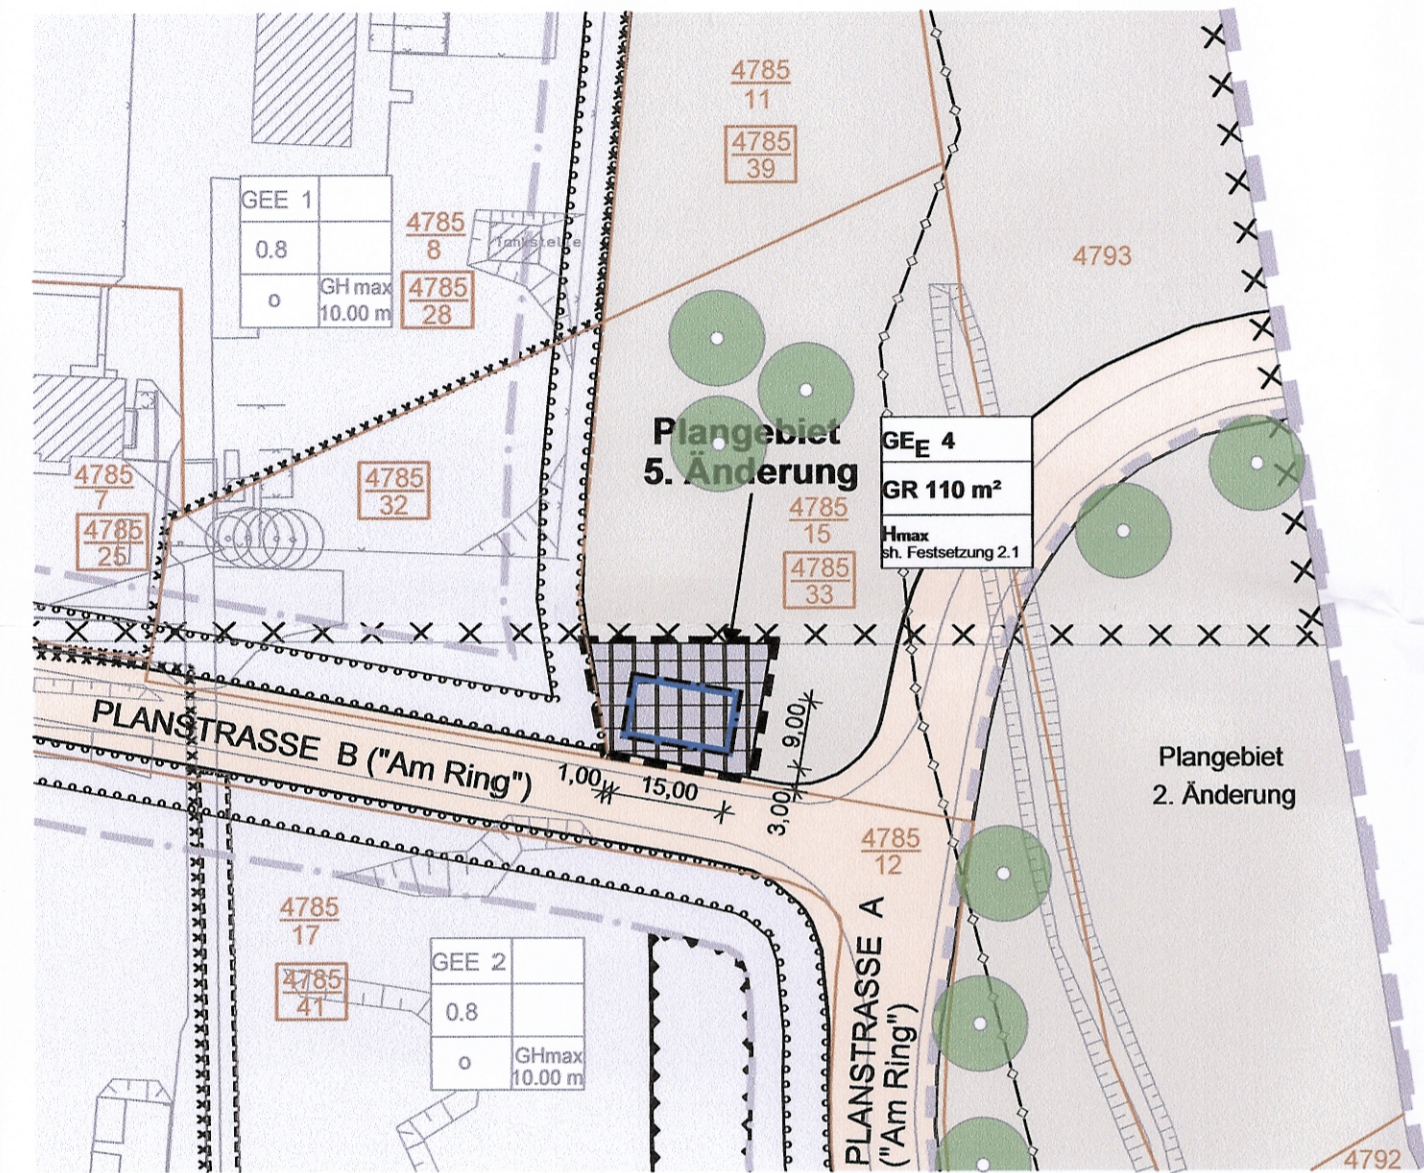 4785
11
4785
39
GEE 1
0.8
o
GH max
10.00 m
4785
8
4785
28
Tankstelle
4793
Plangebiet
5. Änderung
GEE 4
GR 110 m²
Hmax
sh. Festsetzung 2.1
4785
7
4785
25
4785
32
4785
15
4785
33
PLANSTRASSE B ("Am Ring")
1,00
15,00
9,00
3,00
Plangebiet
2. Änderung
4785
12
4785
17
4785
41
GEE 2
0.8
o
GHmax
10.00 m
PLANSTRASSE A
("Am Ring")
4792